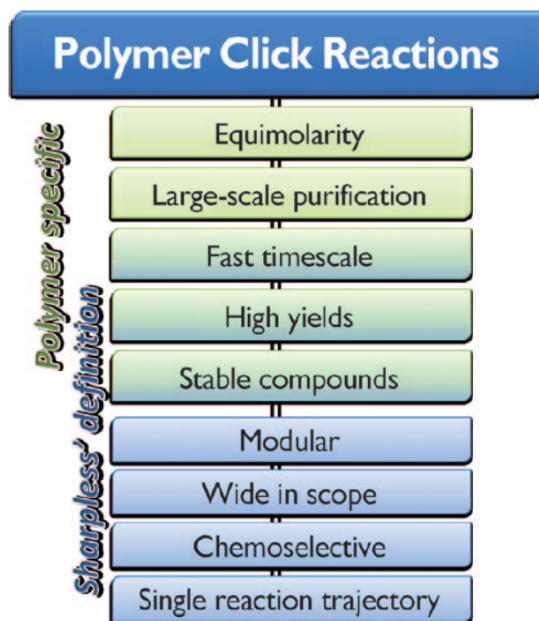 Polymer Click Reactions
Polymer specific
Sharpless' definition
Equimolarity
Large-scale purification
Fast timescale
High yields
Stable compounds
Modular
Wide in scope
Chemoselective
Single reaction trajectory